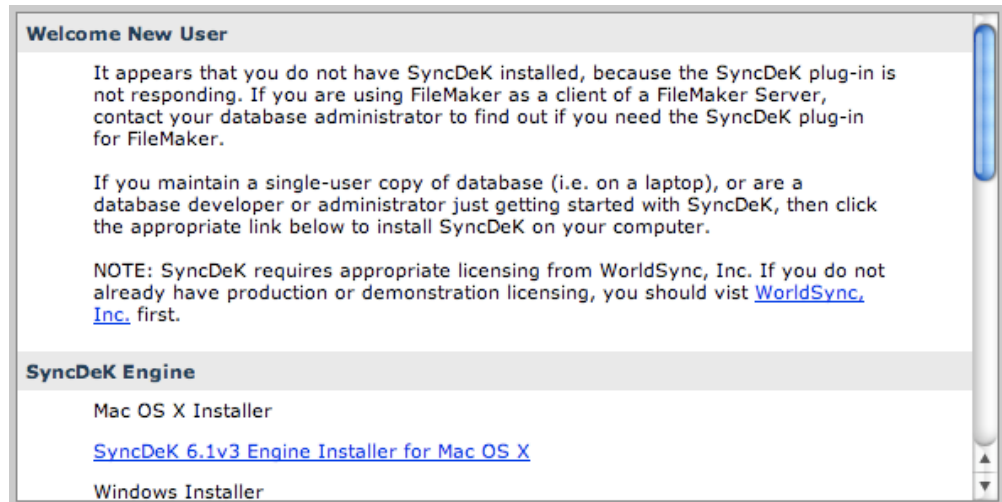 Welcome New User
It appears that you do not have SyncDeK installed, because the SyncDeK plug-in is
not responding. If you are using FileMaker as a client of a FileMaker Server,
contact your database administrator to find out if you need the SyncDeK plug-in
for FileMaker.
If you maintain a single-user copy of database (i.e. on a laptop), or are a
database developer or administrator just getting started with SyncDeK, then click
the appropriate link below to install SyncDeK on your computer.
NOTE: SyncDeK requires appropriate licensing from WorldSync, Inc. If you do not
already have production or demonstration licensing, you should vist WorldSync,
Inc. first.
SyncDeK Engine
Mac OS X Installer
SyncDeK 6.1v3 Engine Installer for Mac OS X
Windows Installer